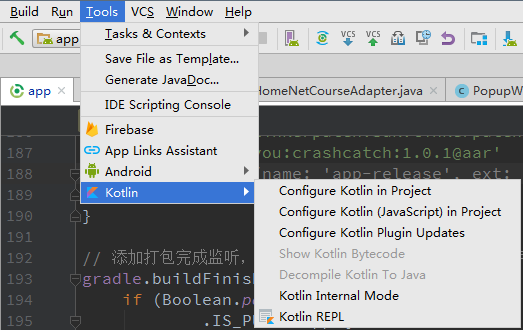 Build Run Tools VCS Window Help
app
Tasks & Contexts
Save File as Template...
Generate JavaDoc...
IDE Scripting Console
Firebase
App Links Assistant
Android
Kotlin
Configure Kotlin in Project
Configure Kotlin (JavaScript) in Project
Configure Kotlin Plugin Updates
Show Kotlin Bytecode
Decompile Kotlin To Java
Kotlin Internal Mode
Kotlin REPL
app HomeNetCourseAdapter.java PopupW
187 you:crashcatch:1.0.1@aar'
188 name: 'app-release', ext:
189
190 }
191
192 // 添加打包完成监听，
193 gradle.buildFinis
194 if (Boolean.pa
195 .IS_P